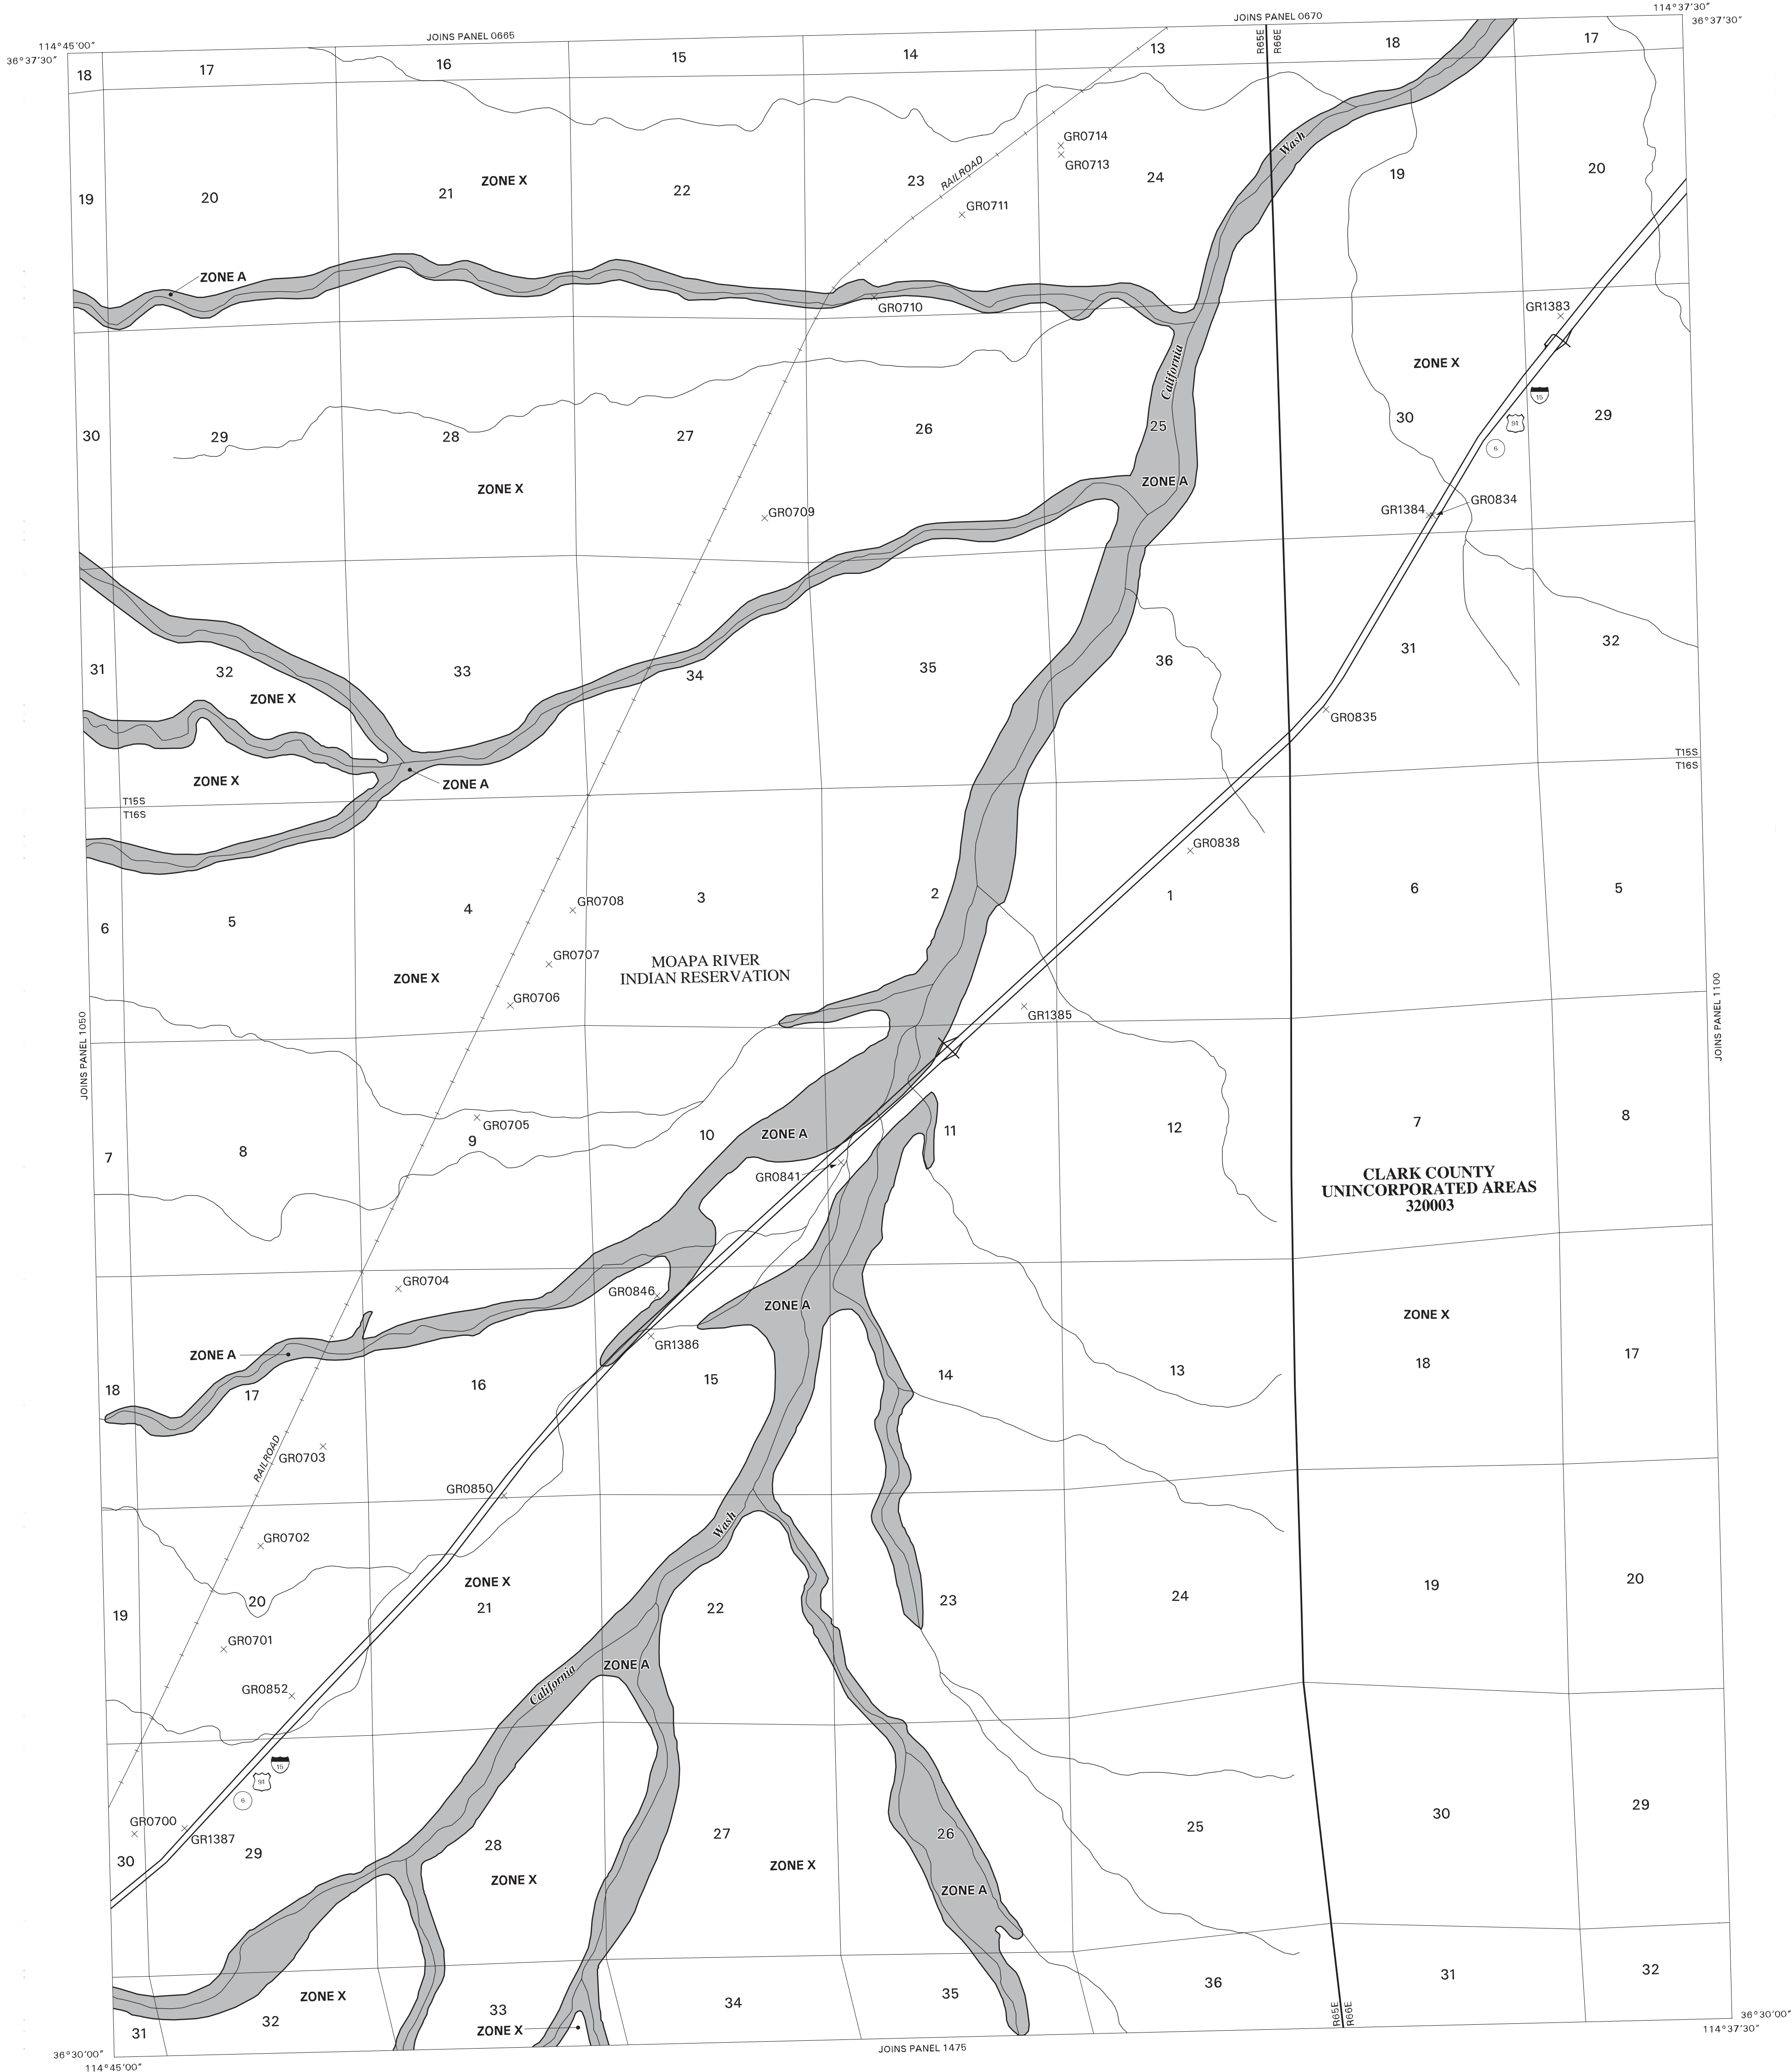 JOINS PANEL 0670
114°37'30"
36°37'30"
JOINS PANEL 0665
114°45'00"
36°37'30"
R65E
R66E
18
17
16
15
14
13
18
17
GR0714
GR0713
Wash
RAILROAD
ZONE X
19
20
21
22
23
24
19
20
GR0711
ZONE A
GR0710
GR1383
California
ZONE X
15
30
29
28
27
26
25
30
29
91
6
ZONE X
ZONE A
GR0709
GR1384
GR0834
31
32
33
34
35
36
31
32
ZONE X
GR0835
ZONE X
ZONE A
T15S
T16S
T15S
T16S
GR0838
6
5
4
3
2
1
6
5
GR0708
GR0707
ZONE X
MOAPA RIVER
INDIAN RESERVATION
GR0706
GR1385
JOINS PANEL 1050
JOINS PANEL 1100
GR0705
7
8
9
10
ZONE A
11
12
7
8
GR0841
CLARK COUNTY
UNINCORPORATED AREAS
320003
GR0704
GR0846
ZONE A
ZONE X
GR1386
ZONE A
18
17
16
15
14
13
18
17
RAILROAD
GR0703
GR0850
Wash
GR0702
ZONE X
19
20
21
22
23
24
19
20
GR0701
ZONE A
California
GR0852
15
91
6
GR0700
GR1387
30
29
28
27
26
25
30
29
ZONE X
ZONE X
ZONE A
ZONE X
31
32
33
34
35
36
31
32
ZONE X
R65E
R66E
36°30'00"
114°45'00"
JOINS PANEL 1475
36°30'00"
114°37'30"